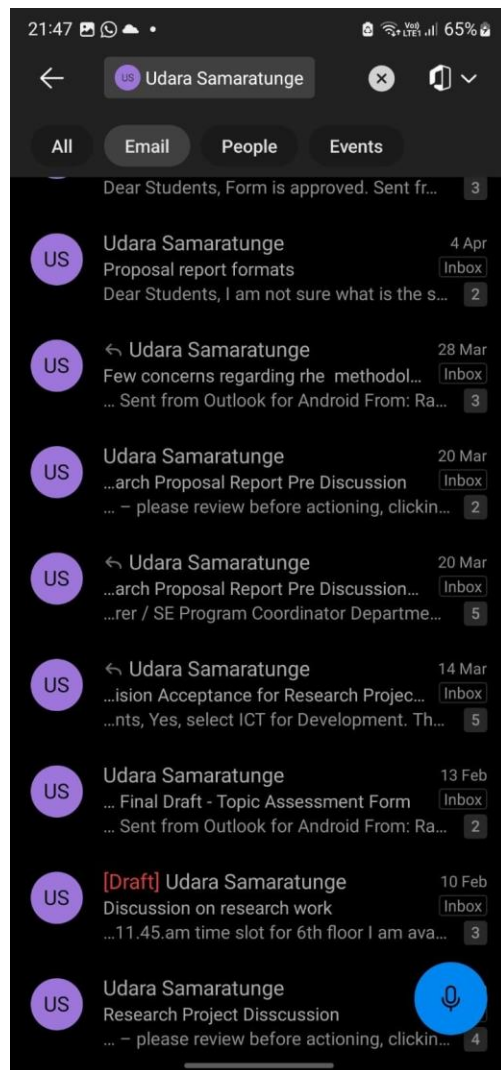 21:47 65%
US Udara Samaratunge
All Email People Events
Dear Students, Form is approved. Sent fr... 3
US
Udara Samaratunge 4 Apr
Proposal report formats Inbox
Dear Students, I am not sure what is the s... 2
US
Udara Samaratunge 28 Mar
Few concerns regarding rhe methodol... Inbox
... Sent from Outlook for Android From: Ra... 3
US
Udara Samaratunge 20 Mar
...arch Proposal Report Pre Discussion Inbox
... – please review before actioning, clickin... 2
US
Udara Samaratunge 20 Mar
...arch Proposal Report Pre Discussion... Inbox
...rer / SE Program Coordinator Departme... 5
US
Udara Samaratunge 14 Mar
...ision Acceptance for Research Projec... Inbox
...nts, Yes, select ICT for Development. Th... 5
US
Udara Samaratunge 13 Feb
... Final Draft - Topic Assessment Form Inbox
... Sent from Outlook for Android From: Ra... 2
US
[Draft] Udara Samaratunge 10 Feb
Discussion on research work Inbox
...11.45.am time slot for 6th floor I am ava... 3
US
Udara Samaratunge
Research Project Disscussion
... – please review before actioning, clickin... 4